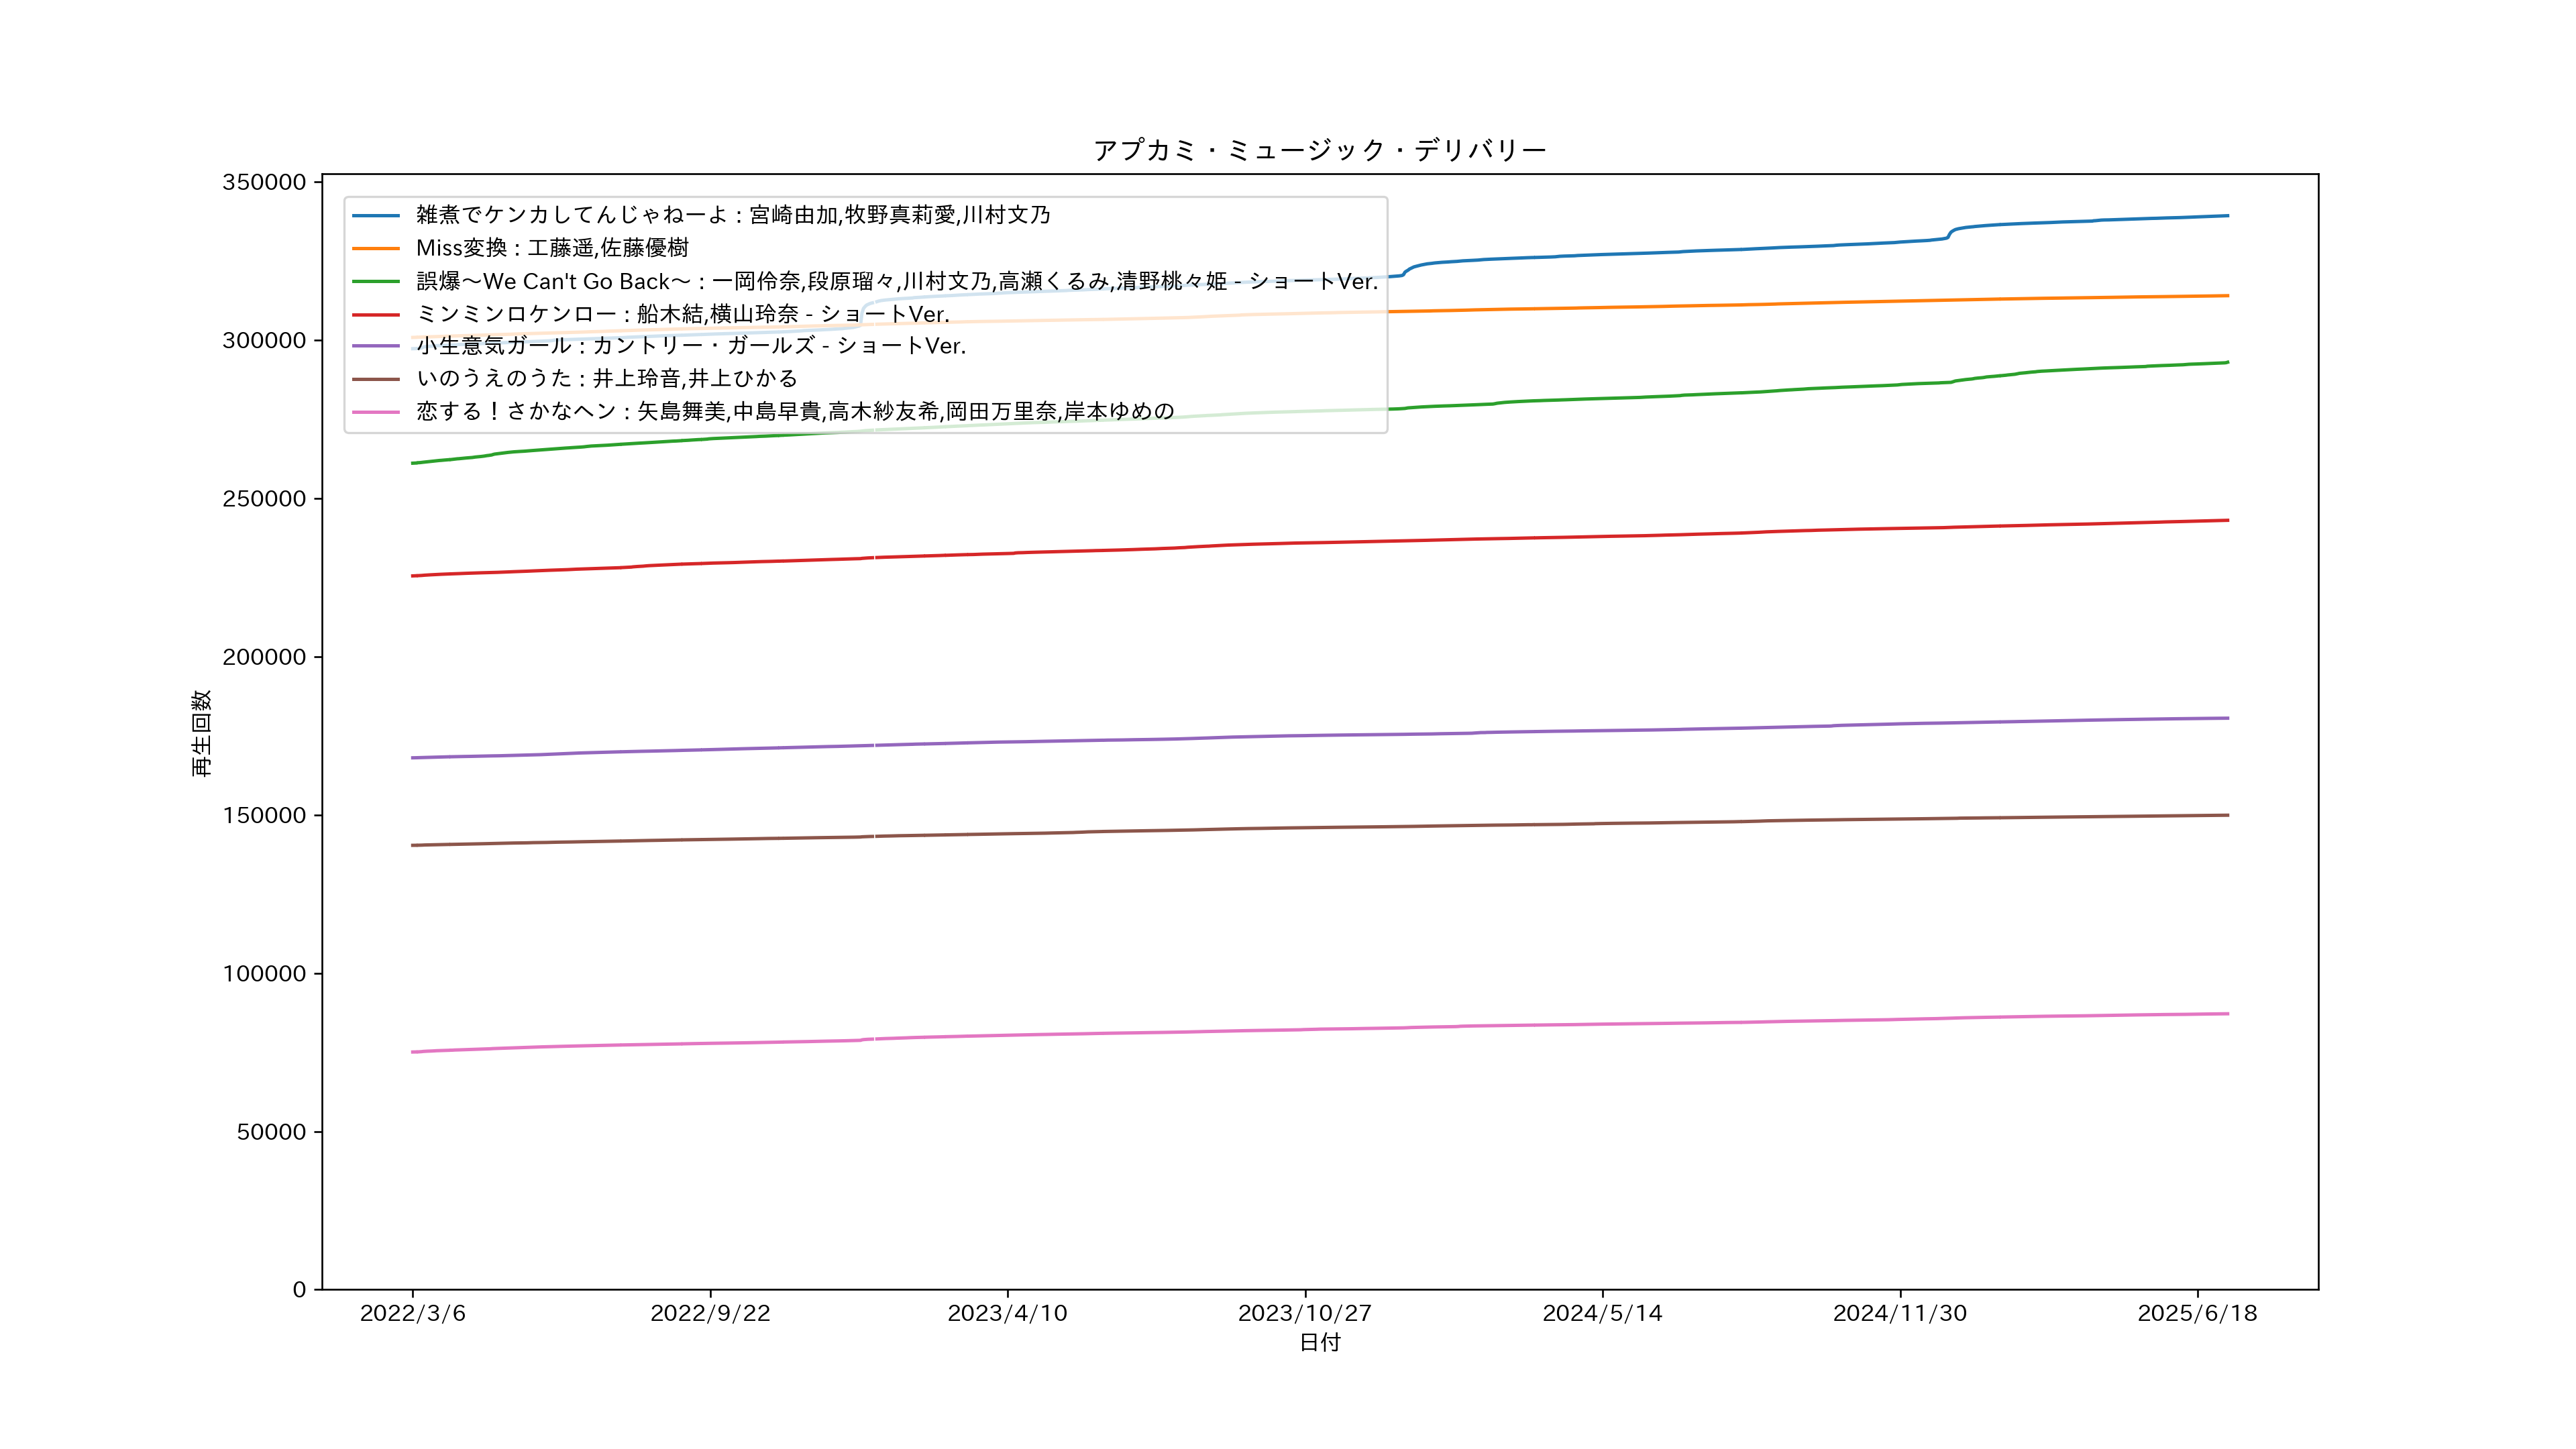 アプカミ・ミュージック・デリバリー
350000
300000
250000
200000
150000
100000
50000
0
再生回数
雑煮でケンカしてんじゃねーよ : 宮崎由加,牧野真莉愛,川村文乃
Miss変換 : 工藤遥,佐藤優樹
誤爆〜We Can't Go Back〜 : 一岡伶奈,段原瑠々,川村文乃,高瀬くるみ,清野桃々姫 - ショートVer.
ミンミンロケンロー : 船木結,横山玲奈 - ショートVer.
小生意気ガール : カントリー・ガールズ - ショートVer.
いのうえのうた : 井上玲音,井上ひかる
恋する！さかなヘン : 矢島舞美,中島早貴,高木紗友希,岡田万里奈,岸本ゆめの
2022/3/6 2022/9/22 2023/4/10 2023/10/27 2024/5/14 2024/11/30 2025/6/18
日付